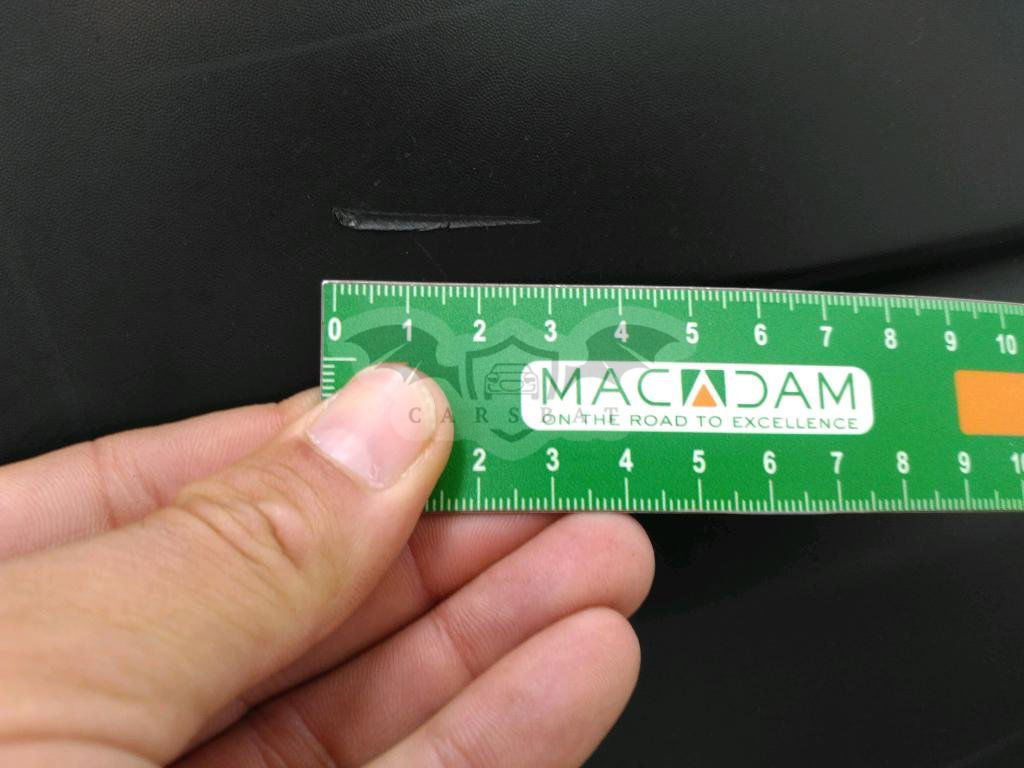 0 1 2 3 4 5 6 7 8 9 10
MACADAM
ON THE ROAD TO EXCELLENCE
CARSBAT
2 3 4 5 6 7 8 9 10